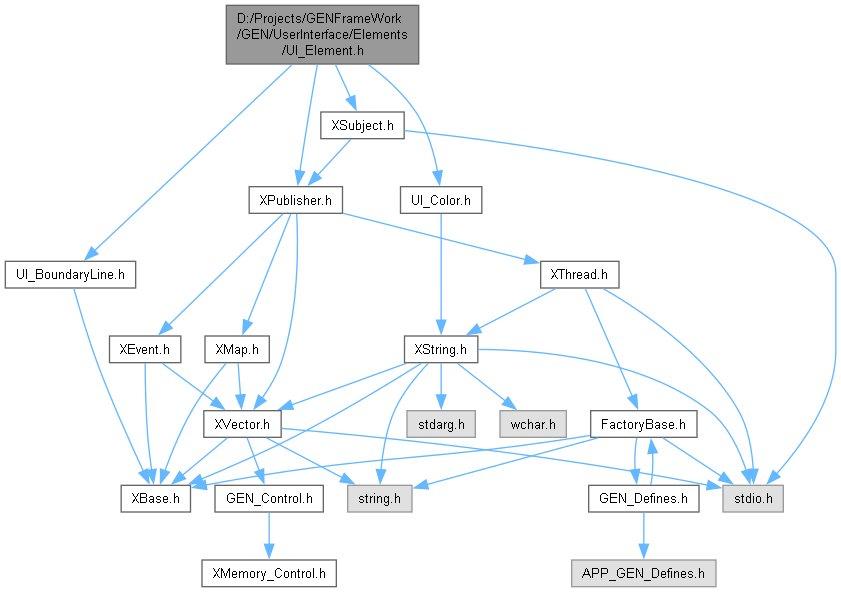 D:/Projects/GENFrameWork
/GEN/UserInterface/Elements
/UI_Element.h
XSubject.h
XPublisher.h
UI_Color.h
UI_BoundaryLine.h
XThread.h
XEvent.h
XMap.h
XString.h
XVector.h
stdarg.h
wchar.h
FactoryBase.h
XBase.h
GEN_Control.h
string.h
GEN_Defines.h
stdio.h
XMemory_Control.h
APP_GEN_Defines.h